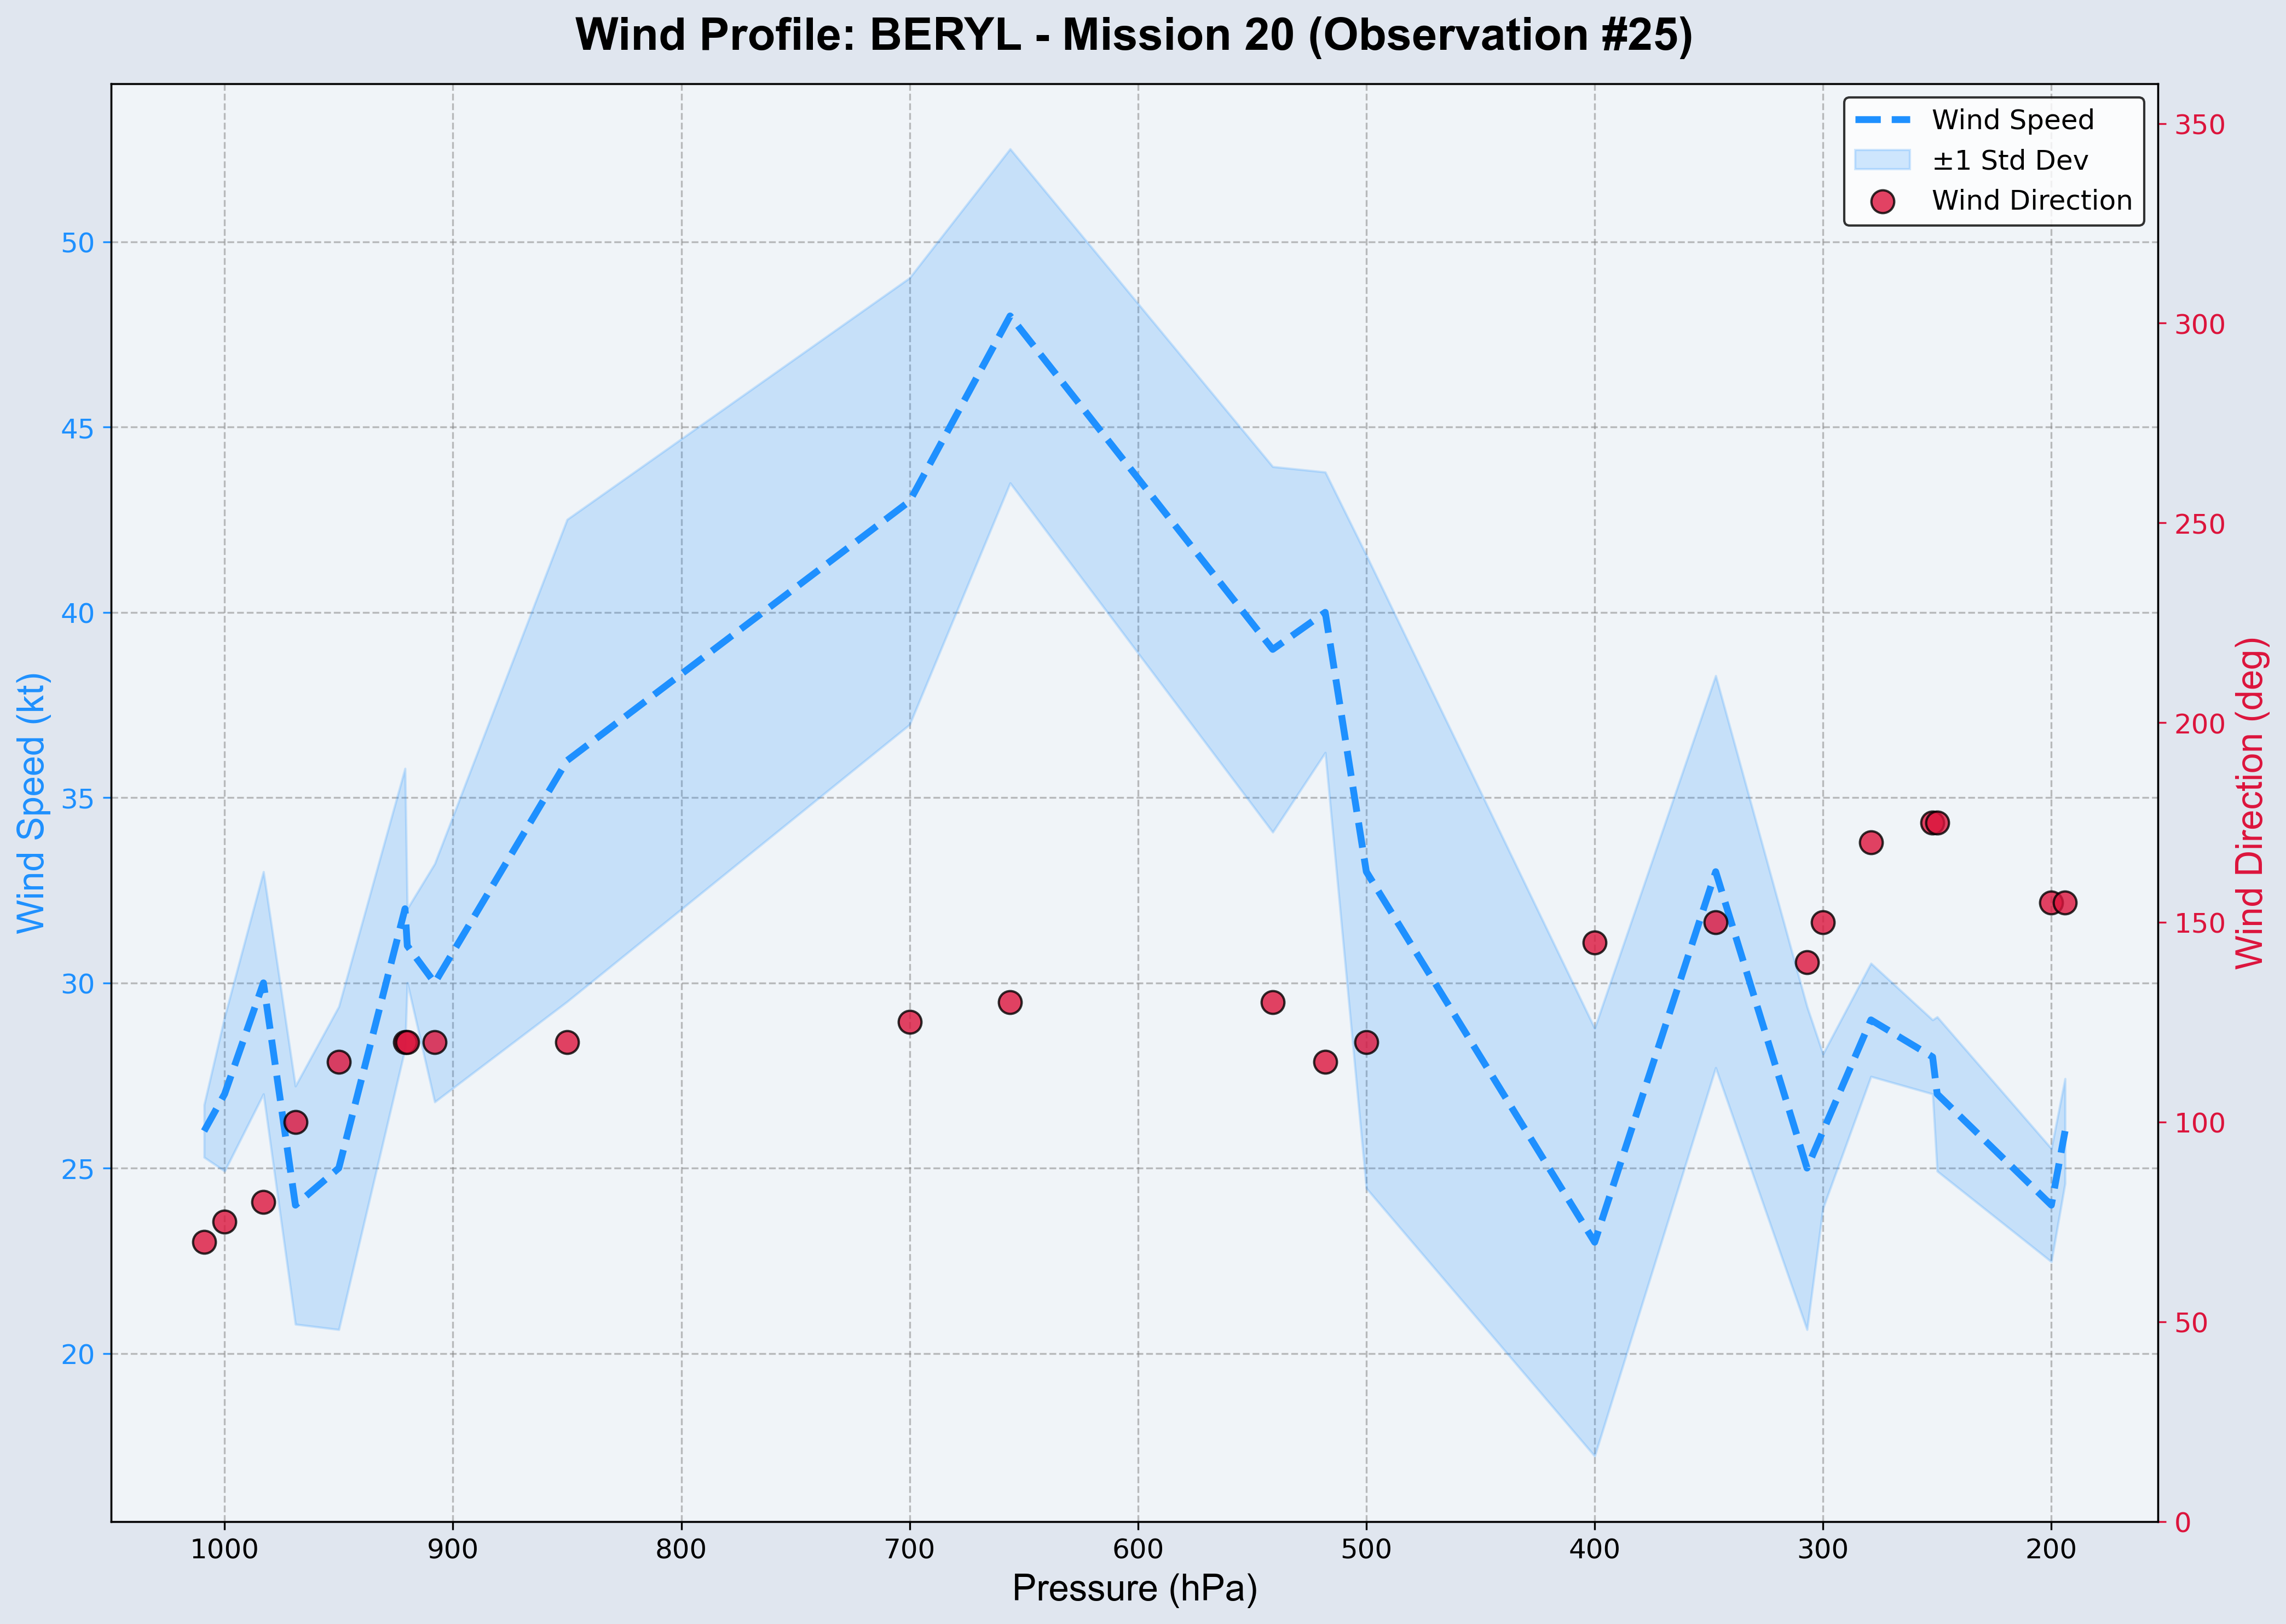 Wind Profile: BERYL - Mission 20 (Observation #25)
Wind Speed
±1 Std Dev
Wind Direction
50
45
40
35
30
25
20
Wind Speed (kt)
350
300
250
200
150
100
50
0
Wind Direction (deg)
1000 900 800 700 600 500 400 300 200
Pressure (hPa)